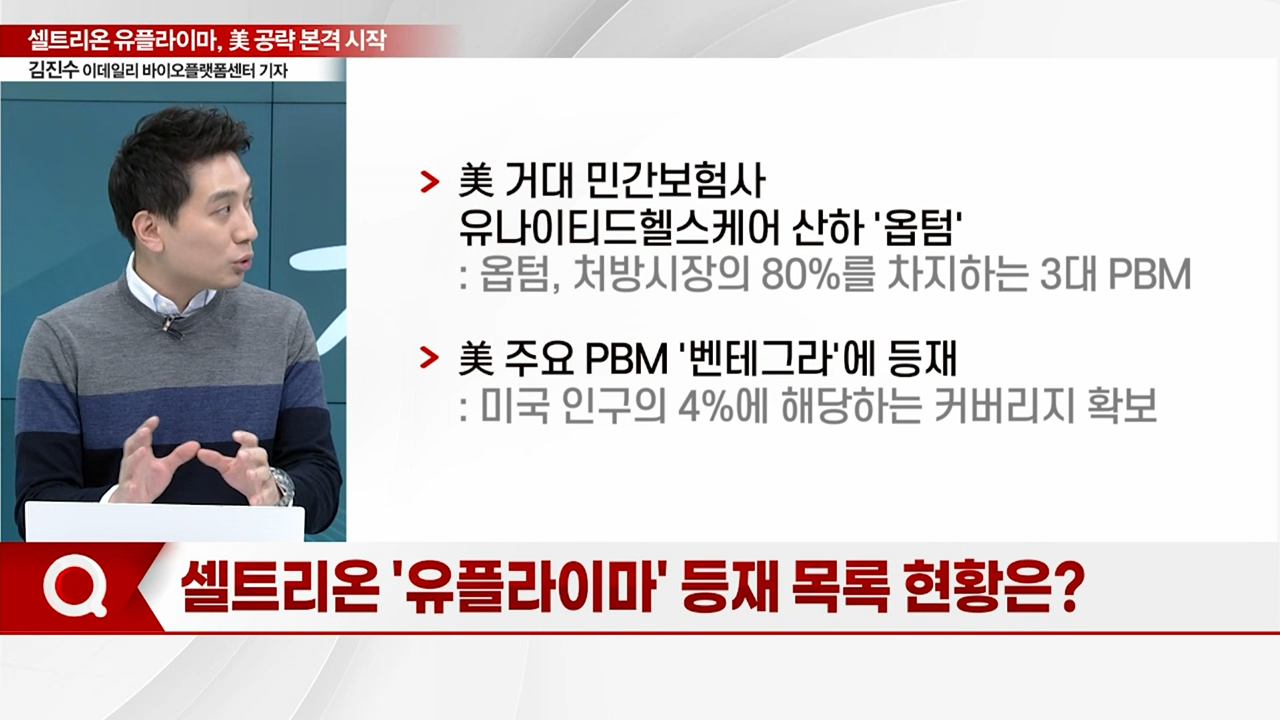 셀트리온 유플라이마, 美 공략 본격 시작
김진수 이데일리 바이오플랫폼센터 기자
> 美 거대 민간보험사
유나이티드헬스케어 산하 '옵텀'
: 옵텀, 처방시장의 80%를 차지하는 3대 PBM
> 美 주요 PBM '벤테그라'에 등재
: 미국 인구의 4%에 해당하는 커버리지 확보
Q 셀트리온 '유플라이마' 등재 목록 현황은?